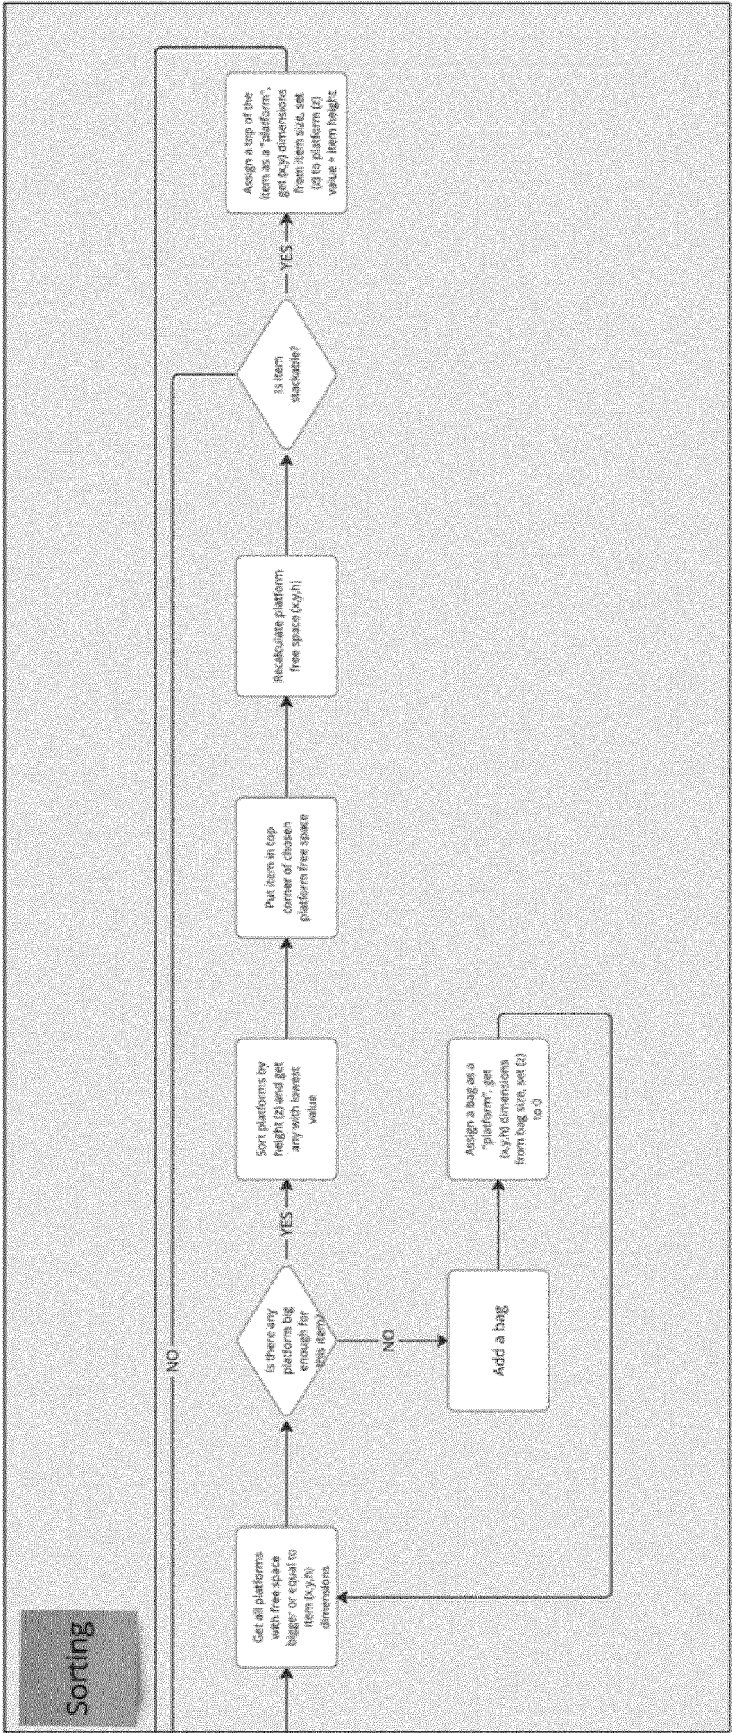 Sorting
Get all platforms
with free space
bigger or equal to
item (x,y,h)
dimensions
Is there any
platform big
enough for
this item?
YES
NO
Add a bag
Assign a bag as a
"platform", get
(x,y,h) dimensions
from bag size, set (z)
to 0
Sort platforms by
height (z) and get
any with lowest
value
Put item in top
corner of chosen
platform free space
Recalculate platform
free space (x,y,h)
Is item
stackable?
NO
YES
Assign a top of the
item as a "platform",
get (x,y) dimensions
from item size, set
(z) to platform (z)
value + item height